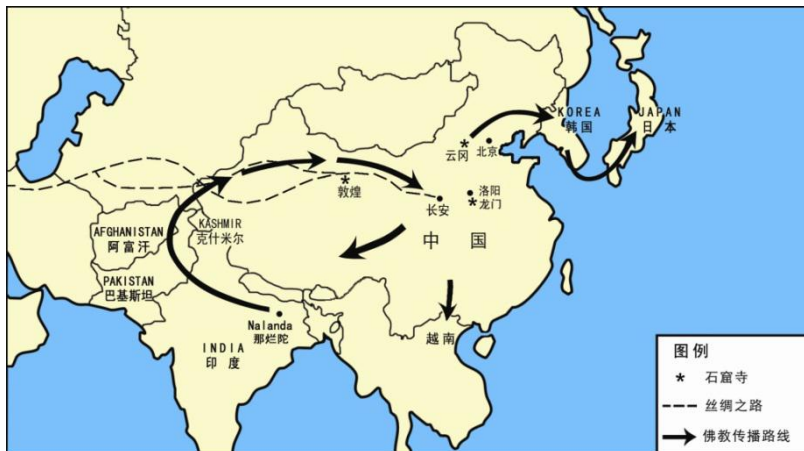 KOREA
韩国
JAPAN
日 本
云冈
北京
敦煌
洛阳
龙门
长安
KASHMIR
克什米尔
AFGHANISTAN
阿富汗
中 国
PAKISTAN
巴基斯坦
Nalanda
那烂陀
INDIA
印 度
越南
图 例
石窟寺
丝绸之路
佛教传播路线